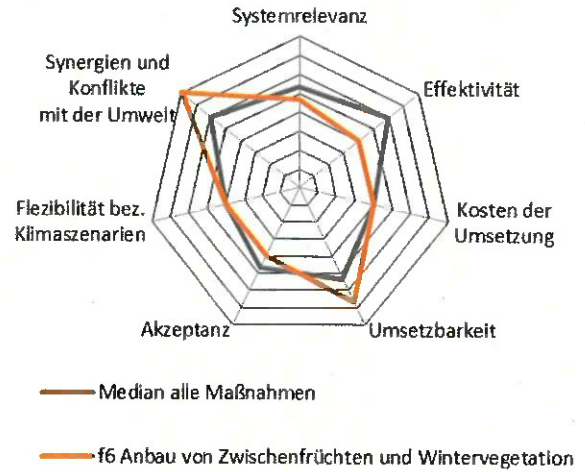 Systemrelevanz
Synergien und
Konflikte
mit der Umwelt
Effektivität
Flezibilität bez.
Klimaszenarien
Kosten der
Umsetzung
Akzeptanz
Umsetzbarkeit
Median alle Maßnahmen
f6 Anbau von Zwischenfrüchten und Wintervegetation